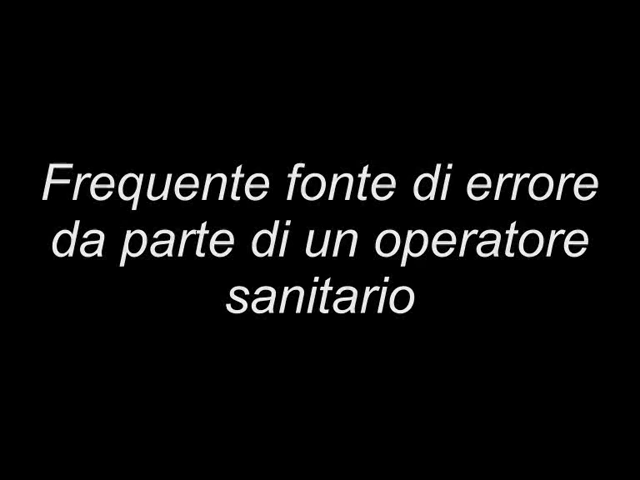 Frequente fonte di errore
da parte di un operatore
sanitario